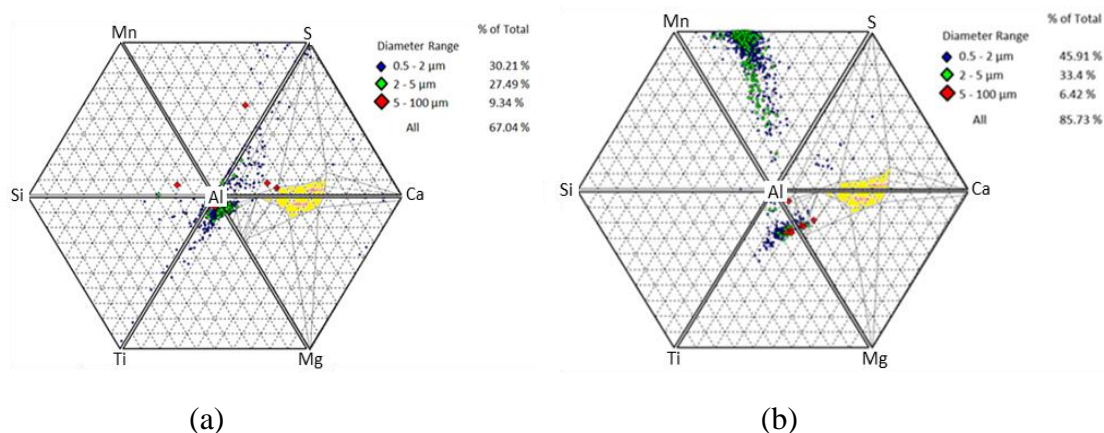 Mn
S
Si
Al
Ca
Ti
Mg
% of Total
Diameter Range
0.5 - 2 µm 30.21 %
2 - 5 µm 27.49 %
5 - 100 µm 9.34 %
All 67.04 %
(a)
Mn
S
Si
Al
Ca
Ti
Mg
% of Total
Diameter Range
0.5 - 2 µm 45.91 %
2 - 5 µm 33.4 %
5 - 100 µm 6.42 %
All 85.73 %
(b)